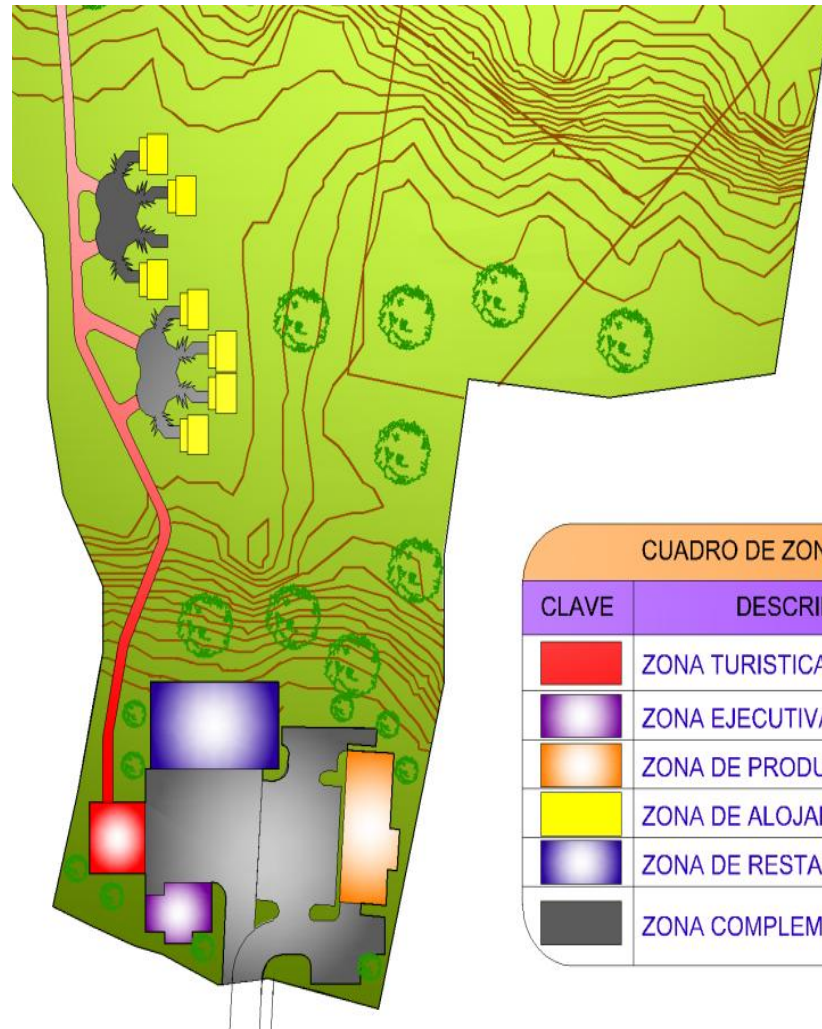 CUADRO DE ZON
CLAVE DESCRI
ZONA TURISTICA
ZONA EJECUTIVA
ZONA DE PRODU
ZONA DE ALOJA
ZONA DE RESTA
ZONA COMPLEM